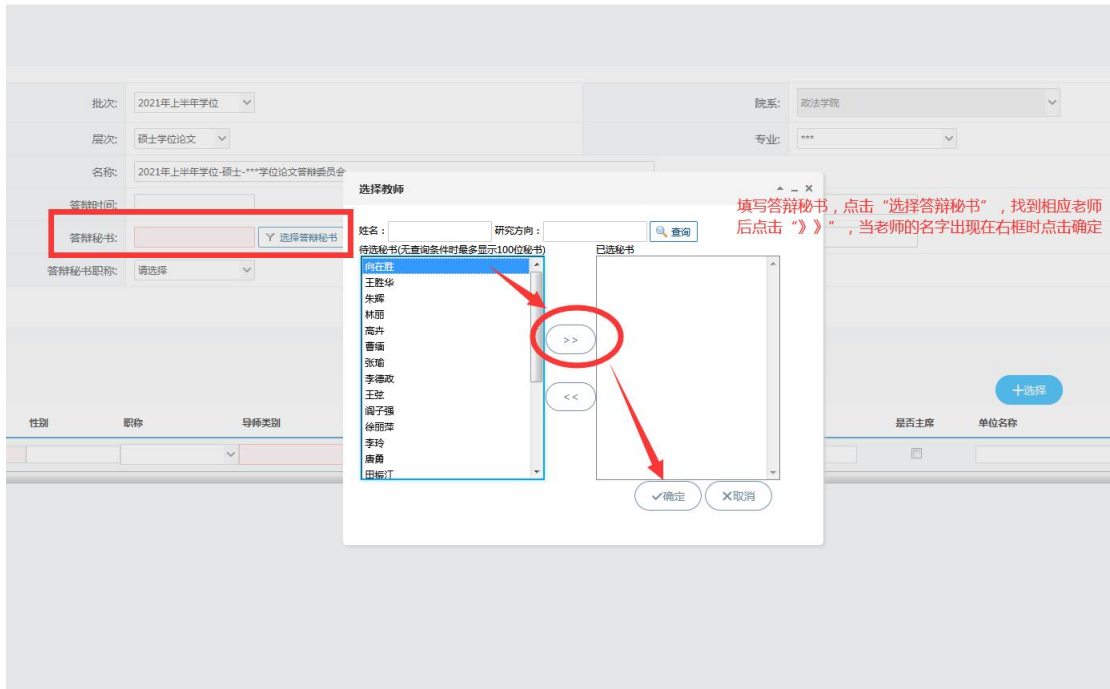 批次: 2021年上半年学位 院系: 政法学院
层次: 硕士学位论文 专业: ***
名称: 2021年上半年学位-硕士-***学位论文答辩委员会
选择教师
答辩时间:
填写答辩秘书，点击“选择答辩秘书”，找到相应老师
后点击“》》”，当老师的名字出现在右框时点击确定
答辩秘书: 选择答辩秘书
姓名： 研究方向： 查询
待选秘书(无查询条件时最多显示100位秘书) 已选秘书
答辩秘书职称: 请选择
向在胜
王胜华
朱辉
林丽
高卉
曹缅
张瑜
李德政
王弦
阎子强
徐丽萍
李玲
唐勇
田振汀
>>
<<
+选择
性别 职称 导师类别 是否主席 单位名称
确定 取消